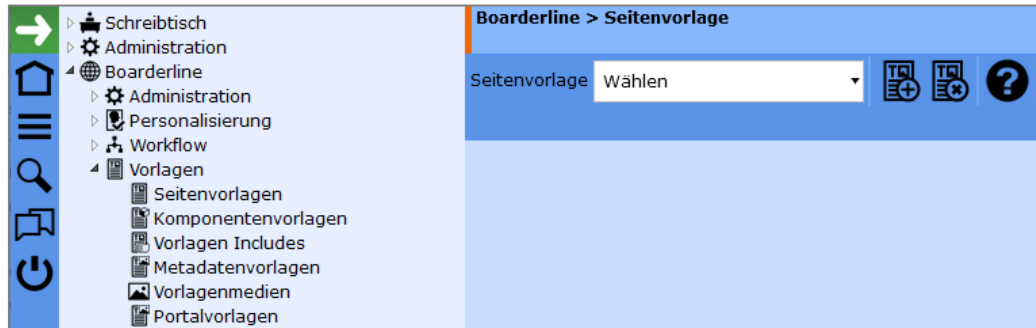 Schreibtisch
Administration
Boarderline
Administration
Personalisierung
Workflow
Vorlagen
Seitenvorlagen
Komponentenvorlagen
Vorlagen Includes
Metadatenvorlagen
Vorlagenmedien
Portalvorlagen
Boarderline > Seitenvorlage
Seitenvorlage Wählen